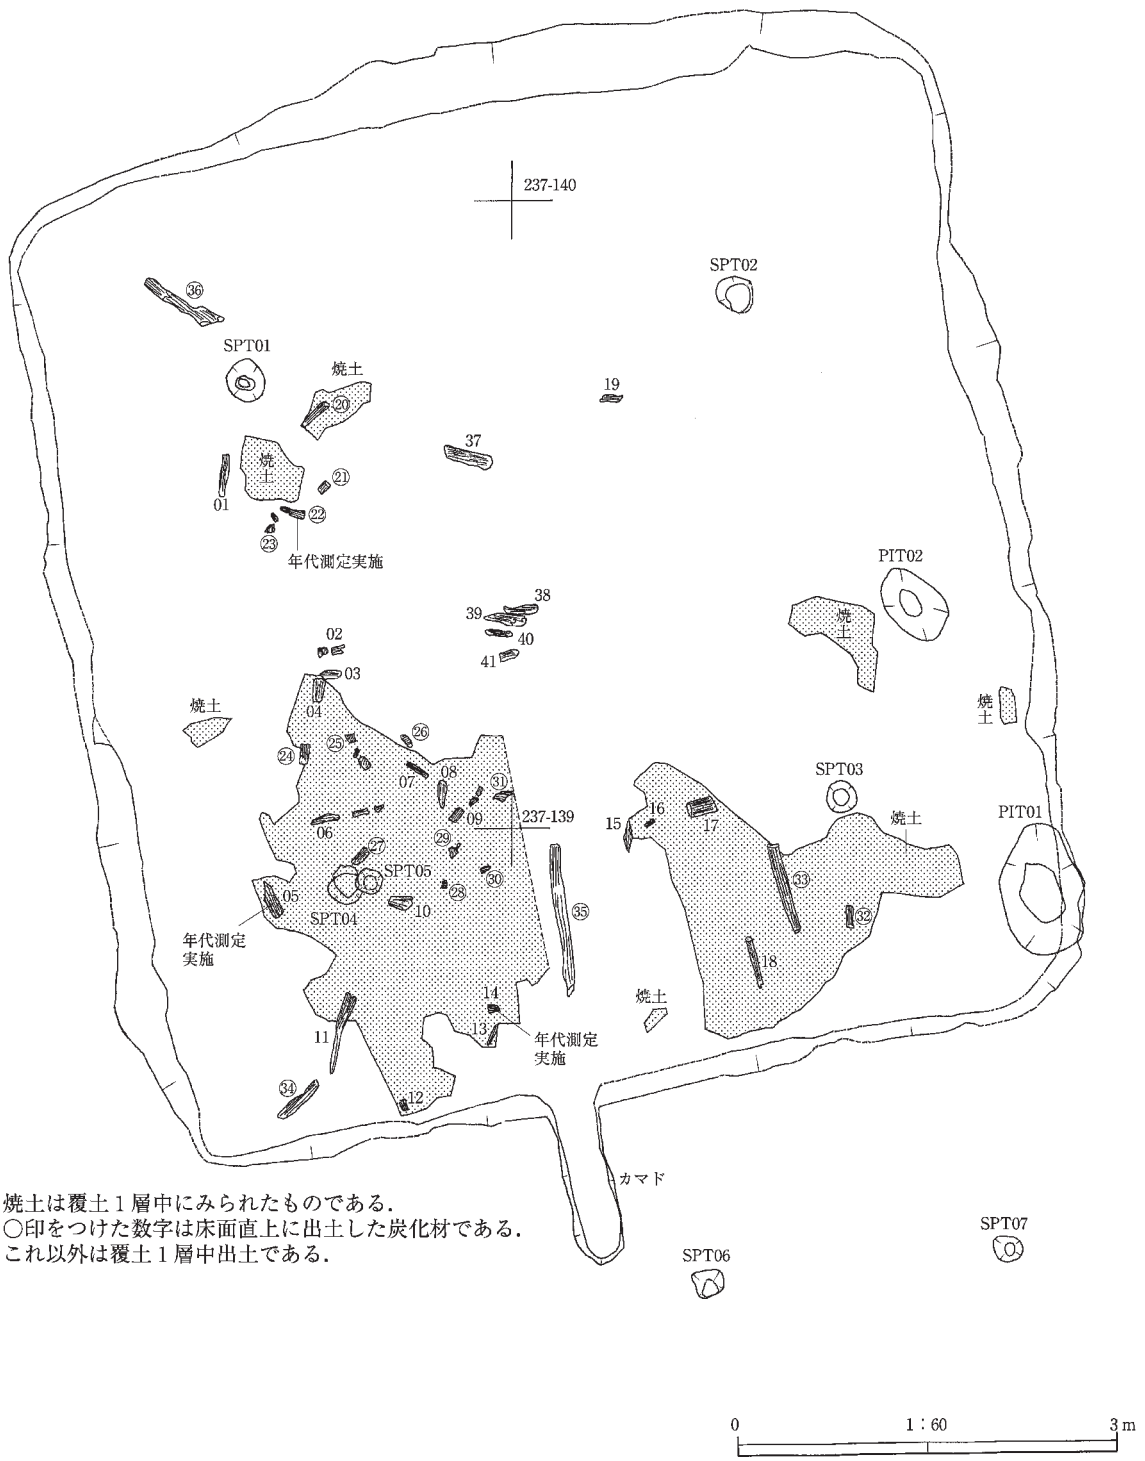 237-140
SPT02
㊱
SPT01
焼土
⑳
19
37
焼土
㉑
01
㉒
㉓
年代測定実施
PIT02
38
39
焼土
40
02
41
03
04
焼土
焼土
㉔
㉕
㉖
07
08
㉛
SPT03
09
237-139
06
15
16
17
焼土
PIT01
㉙
㉗
SPT05
㉚
㉘
㉝
05
SPT04
10
㉟
㉜
年代測定
実施
18
14
焼土
11
13
年代測定
実施
㉞
12
カマド
焼土は覆土1層中にみられたものである．
○印をつけた数字は床面直上に出土した炭化材である．
これ以外は覆土1層中出土である．
SPT07
SPT06
0
1：60
3 m